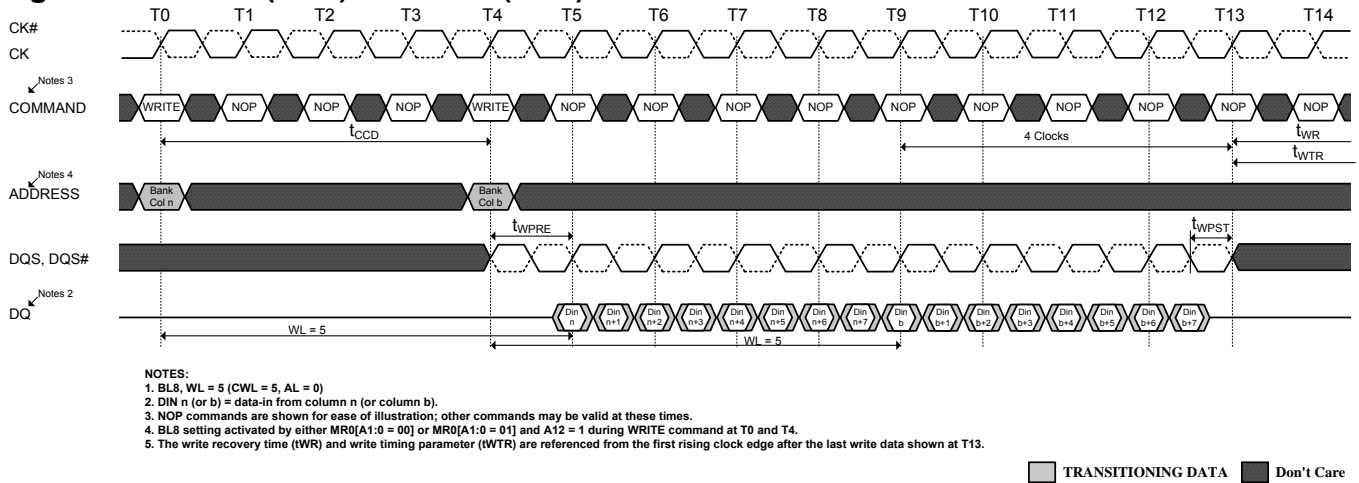 T0 T1 T2 T3 T4 T5 T6 T7 T8 T9 T10 T11 T12 T13 T14
CK#
CK
Notes 3
COMMAND
WRITE NOP NOP NOP WRITE NOP NOP NOP NOP NOP NOP NOP NOP NOP NOP
tCCD
4 Clocks
tWR
tWTR
Notes 4
ADDRESS
Bank Bank
Col n Col b
tWPRE
tWPST
DQS, DQS#
Notes 2
DQ
Din Din Din Din Din Din Din Din Din Din Din Din Din Din Din Din
n n+1 n+2 n+3 n+4 n+5 n+6 n+7 b b+1 b+2 b+3 b+4 b+5 b+6 b+7
WL = 5
WL = 5
NOTES:
1. BL8, WL = 5 (CWL = 5, AL = 0)
2. DIN n (or b) = data-in from column n (or column b).
3. NOP commands are shown for ease of illustration; other commands may be valid at these times.
4. BL8 setting activated by either MR0[A1:0 = 00] or MR0[A1:0 = 01] and A12 = 1 during WRITE command at T0 and T4.
5. The write recovery time (tWR) and write timing parameter (tWTR) are referenced from the first rising clock edge after the last write data shown at T13.
TRANSITIONING DATA Don't Care